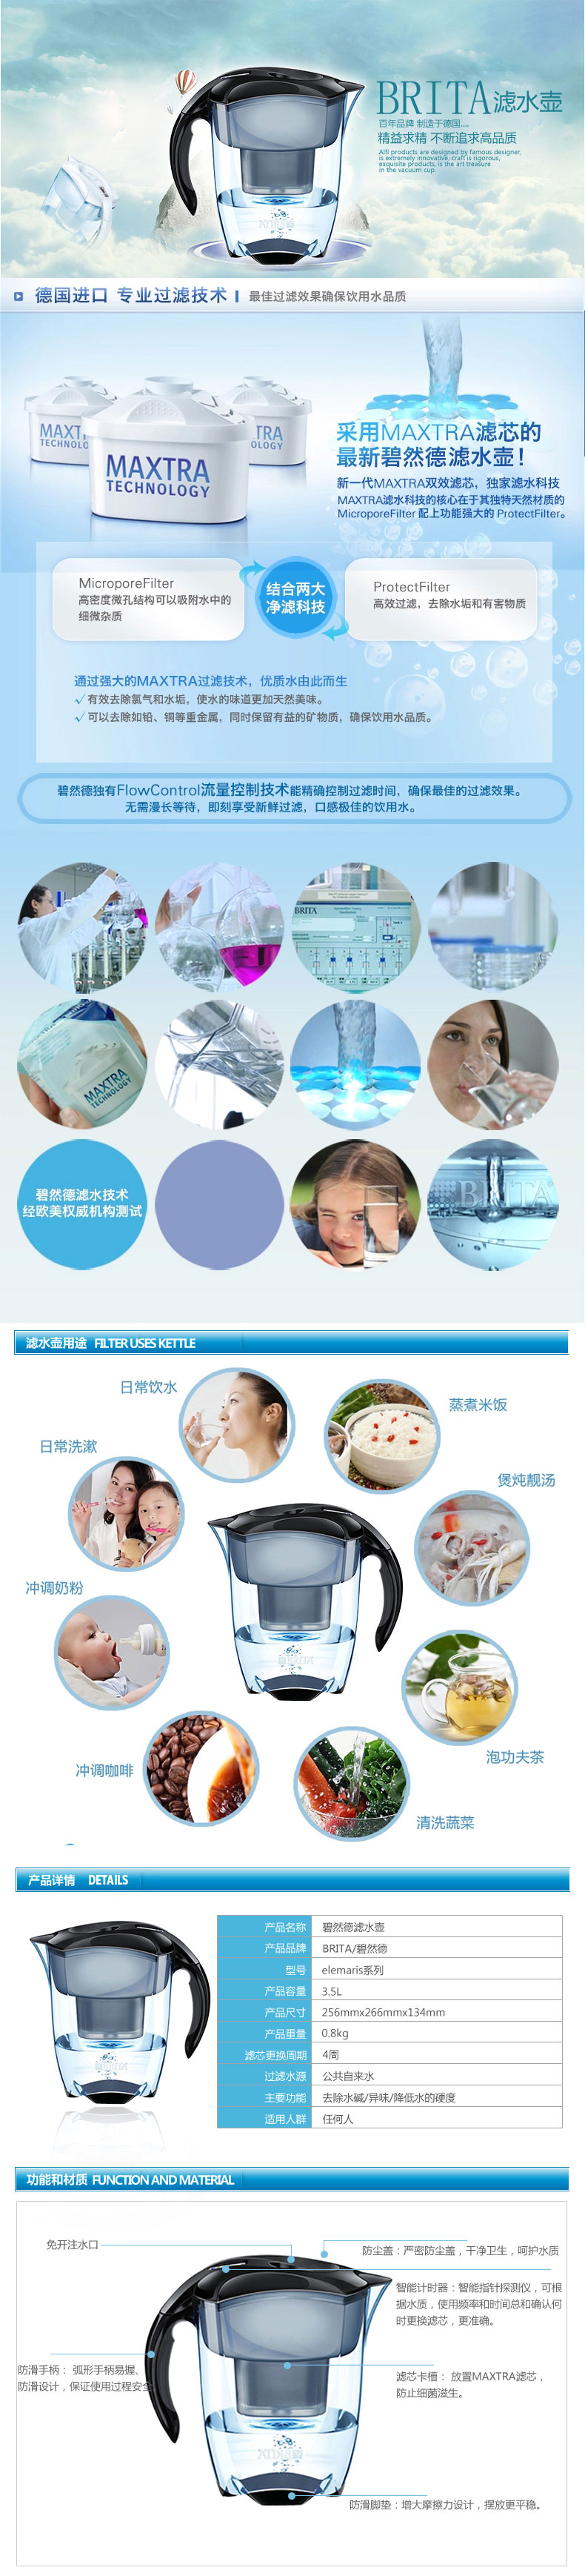 BRITA滤水壶
百年品牌 制造于德国....
精益求精 不断追求高品质
Alfi products are designed by famous designer,
is extremely innovative, craft is rigorous,
exquisite products, is the art treasure
in the vacuum cup.
德国进口 专业过滤技术
最佳过滤效果确保饮用水品质
MAXTRA
TECHNOLOGY
采用MAXTRA滤芯的
最新碧然德滤水壶！
新一代MAXTRA双效滤芯，独家滤水科技
MAXTRA滤水科技的核心在于其独特天然材质的
MicroporeFilter 配上功能强大的 ProtectFilter。
MicroporeFilter
高密度微孔结构可以吸附水中的
细微杂质
结合两大
净滤科技
ProtectFilter
高效过滤，去除水垢和有害物质
通过强大的MAXTRA过滤技术，优质水由此而生
√ 有效去除氯气和水垢，使水的味道更加天然美味。
√ 可以去除如铅、铜等重金属，同时保留有益的矿物质，确保饮用水品质。
碧然德独有FlowControl流量控制技术能精确控制过滤时间，确保最佳的过滤效果。
无需漫长等待，即刻享受新鲜过滤，口感极佳的饮用水。
BRITA
MAXTRA
TECHNOLOGY
碧然德滤水技术
经欧美权威机构测试
BRITA
滤水壶用途 FILTER USES KETTLE
日常饮水
蒸煮米饭
日常洗漱
煲炖靓汤
冲调奶粉
泡功夫茶
冲调咖啡
清洗蔬菜
产品详情 DETAILS
产品名称 碧然德滤水壶
产品品牌 BRITA/碧然德
型号 elemaris系列
产品容量 3.5L
产品尺寸 256mmx266mmx134mm
产品重量 0.8kg
滤芯更换周期 4周
过滤水源 公共自来水
主要功能 去除水碱/异味/降低水的硬度
适用人群 任何人
功能和材质 FUNCTION AND MATERIAL
免开注水口
防尘盖：严密防尘盖，干净卫生，呵护水质
智能计时器：智能指针探测仪，可根
据水质，使用频率和时间总和确认何
时更换滤芯，更准确。
防滑手柄： 弧形手柄易握、
防滑设计，保证使用过程安全
滤芯卡槽： 放置MAXTRA滤芯，
防止细菌滋生。
防滑脚垫：增大摩擦力设计，摆放更平稳。